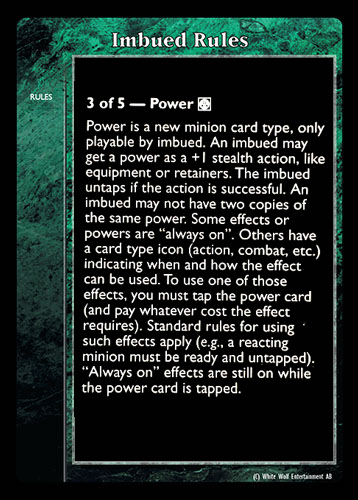 Imbued Rules
RULES
3 of 5 — Power
Power is a new minion card type, only
playable by imbued. An imbued may
get a power as a +1 stealth action, like
equipment or retainers. The imbued
untaps if the action is successful. An
imbued may not have two copies of
the same power. Some effects or
powers are “always on”. Others have
a card type icon (action, combat, etc.)
indicating when and how the effect
can be used. To use one of those
effects, you must tap the power card
(and pay whatever cost the effect
requires). Standard rules for using
such effects apply (e.g., a reacting
minion must be ready and untapped).
“Always on” effects are still on while
the power card is tapped.
(C) White Wolf Entertainment AB